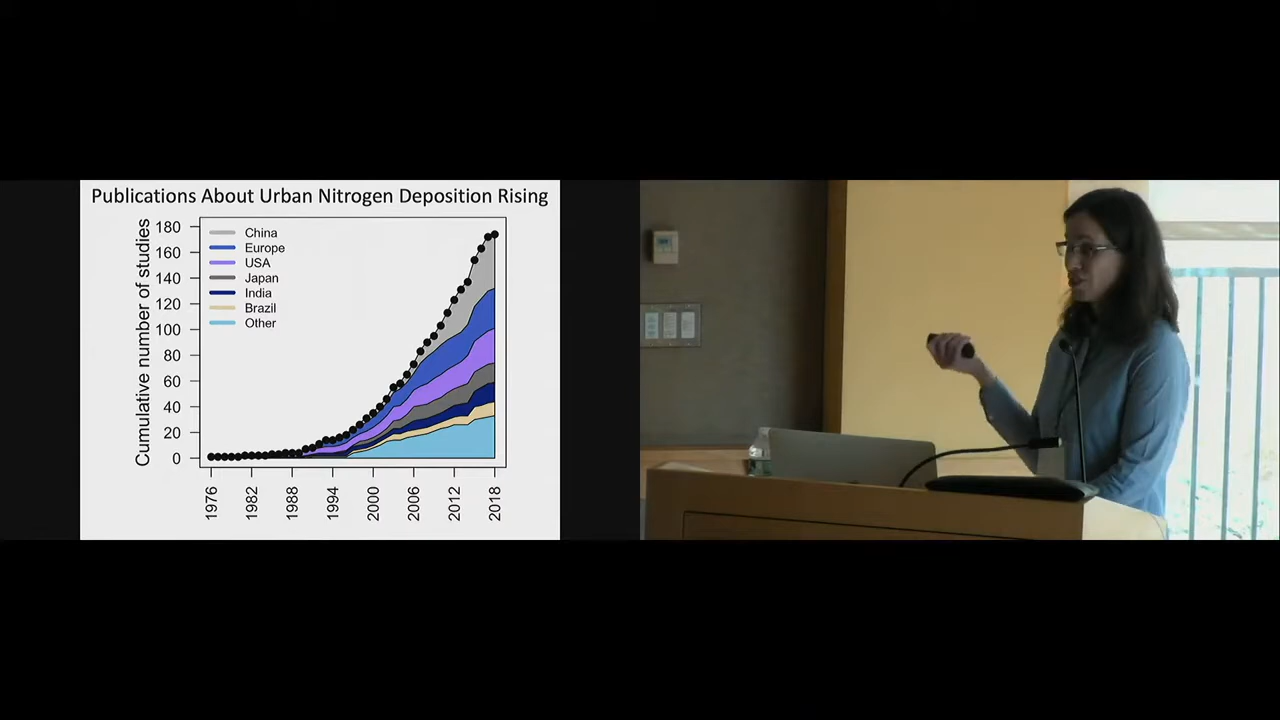 Publications About Urban Nitrogen Deposition Rising
Cumulative number of studies
180
160
140
120
100
80
60
40
20
0
China
Europe
USA
Japan
India
Brazil
Other
1976
1982
1988
1994
2000
2006
2012
2018